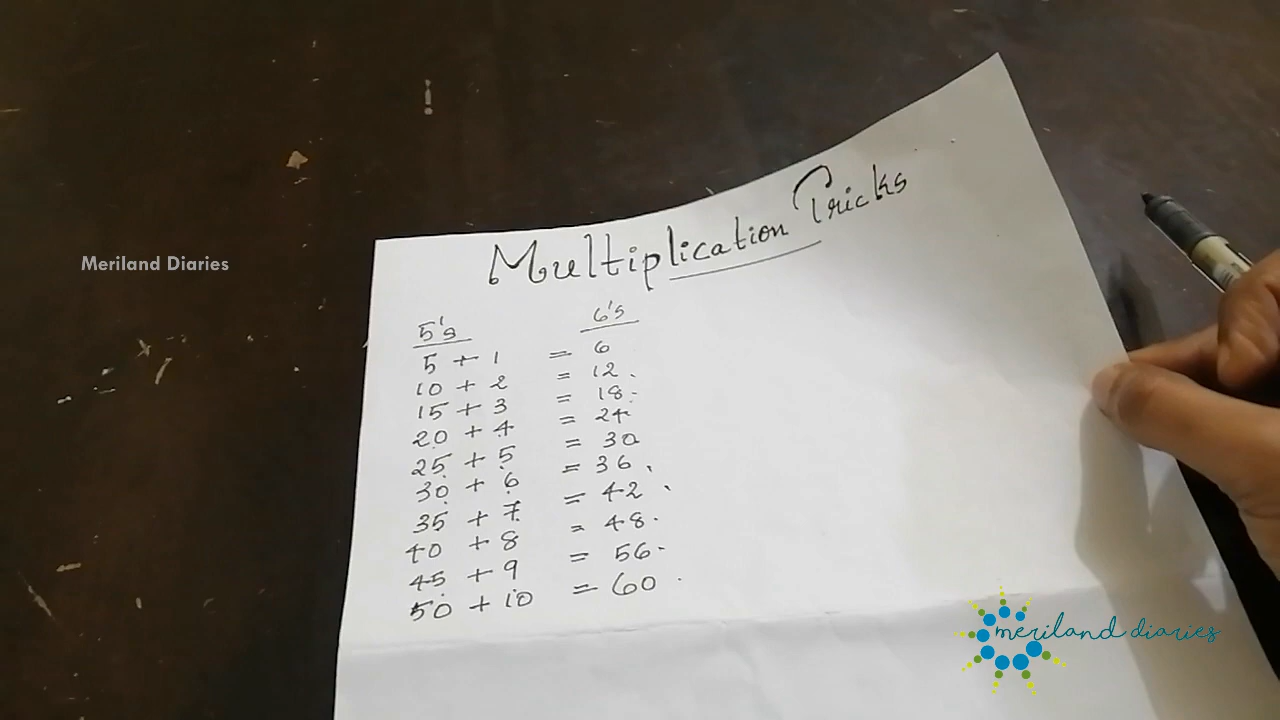 Multiplication Tricks
Meriland Diaries
5's 6's
5 + 1 = 6
10 + 2 = 12.
15 + 3 = 18.
20 + 4 = 24
25 + 5 = 30
30 + 6 = 36.
35 + 7 = 42
40 + 8 = 48.
45 + 9 = 56.
50 + 10 = 60.
meriland diaries